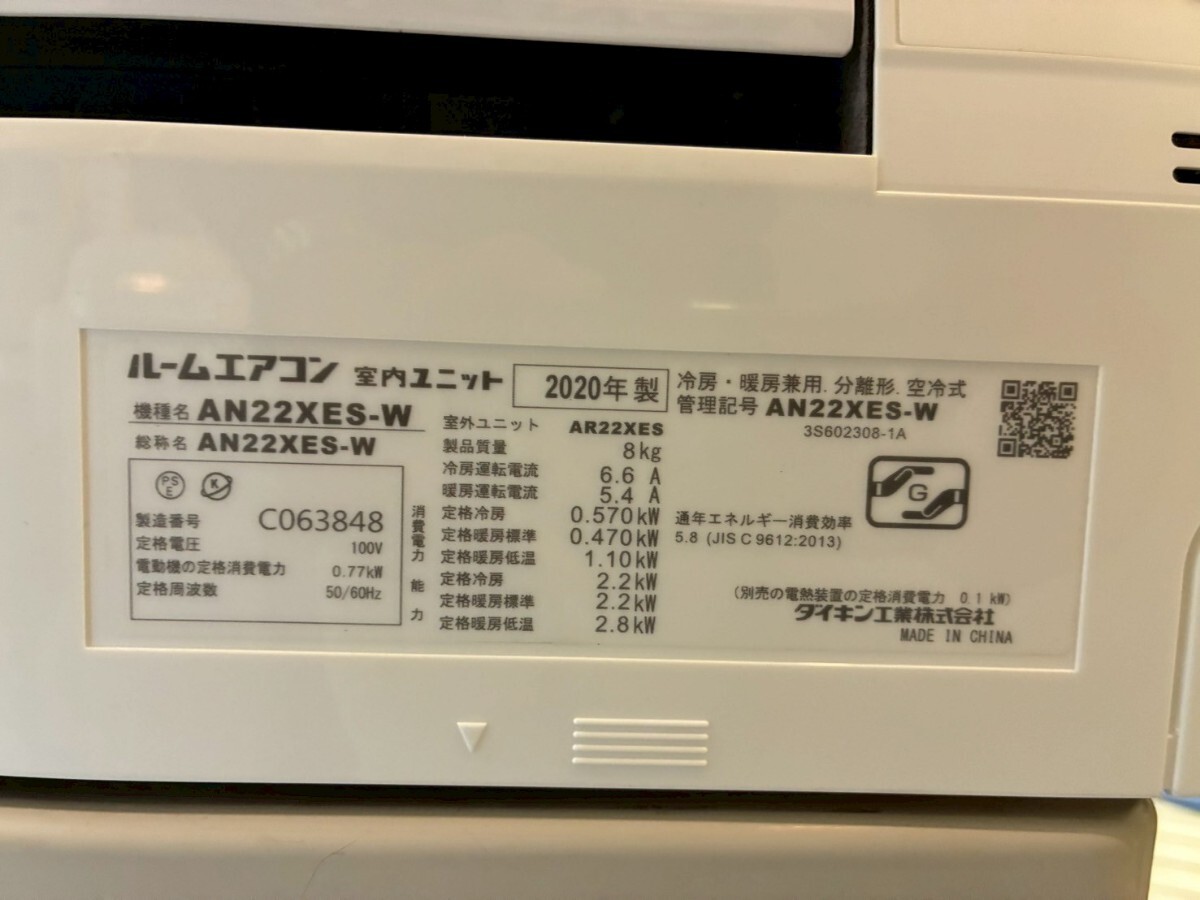 ルームエアコン 室内ユニット 2020年 製
機種名 AN22XES-W
総称名 AN22XES-W
PS
E
K
製造番号 C063848
定格電圧 100V
電動機の定格消費電力 0.77kW
定格周波数 50/60Hz
室外ユニット AR22XES
製品質量 8kg
冷房運転電流 6.6 A
暖房運転電流 5.4 A
消費電力
定格冷房 0.570kW
定格暖房標準 0.470kW
定格暖房低温 1.10kW
能力
定格冷房 2.2kW
定格暖房標準 2.2kW
定格暖房低温 2.8kW
冷房・暖房兼用. 分離形. 空冷式
管理記号 AN22XES-W
3S602308-1A
G
通年エネルギー消費効率
5.8 (JIS C 9612:2013)
(別売の電熱装置の定格消費電力 0.1 kW)
ダイキン工業株式会社
MADE IN CHINA